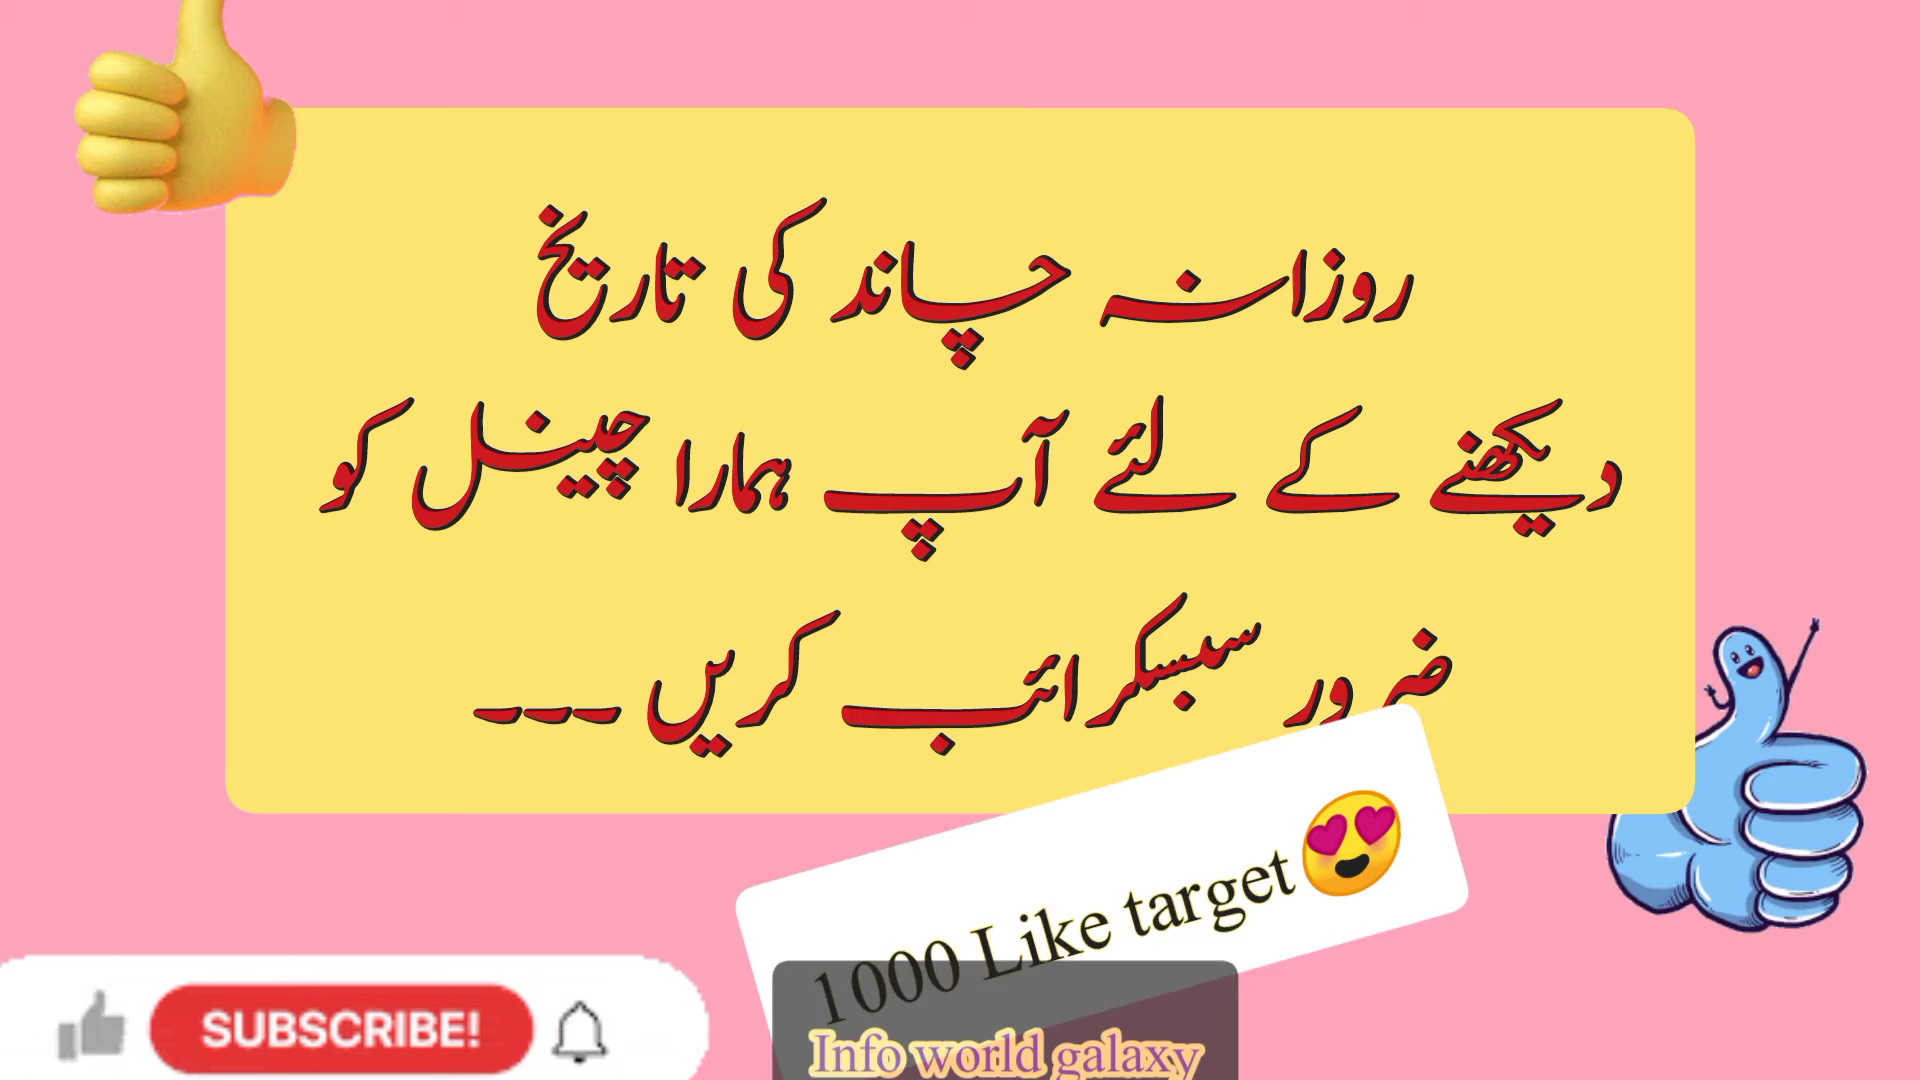 روزانہ چاند کی تاریخ
دیکھنے کے لئے آپ ہمارا چینل کو
ضرور سبسکرائب کریں ---
1000 Like target😍
SUBSCRIBE!
Info world galaxy